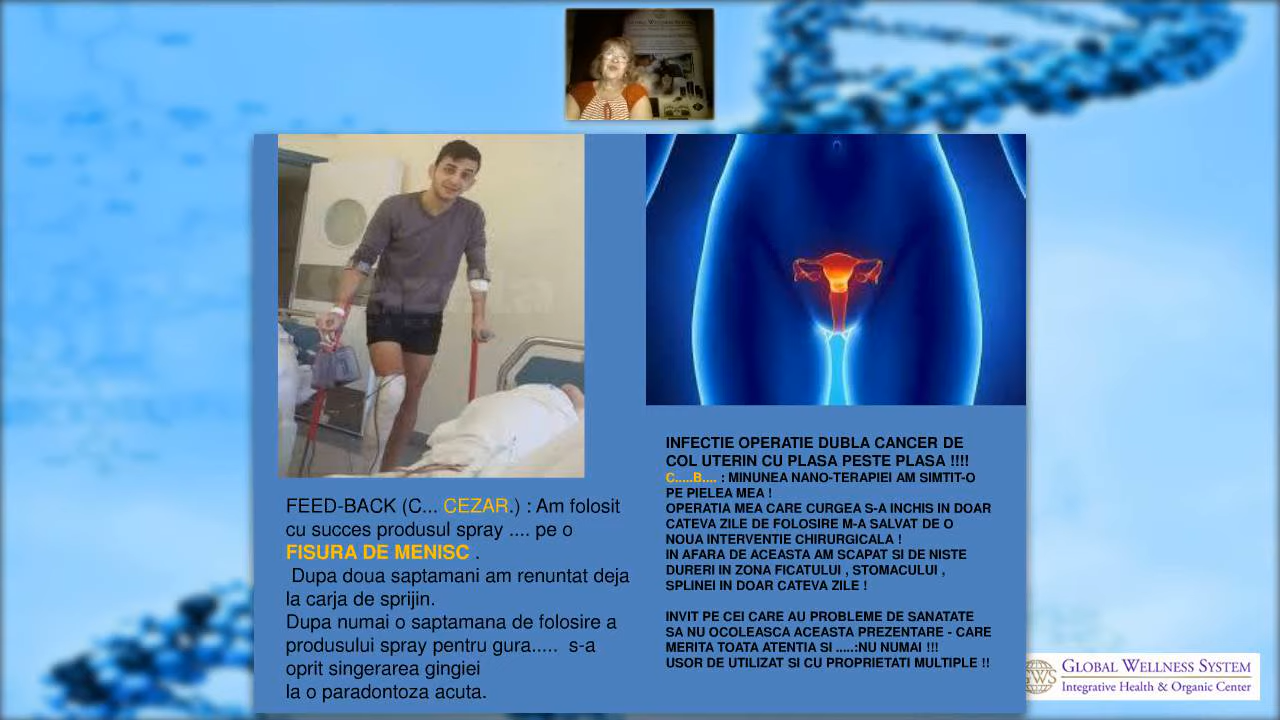 FEED-BACK (C... CEZAR.) : Am folosit
cu succes produsul spray .... pe o
FISURA DE MENISC .
Dupa doua saptamani am renuntat deja
la carja de sprijin.
Dupa numai o saptamana de folosire a
produsului spray pentru gura..... s-a
oprit singerarea gingiei
la o paradontoza acuta.
INFECTIE OPERATIE DUBLA CANCER DE
COL UTERIN CU PLASA PESTE PLASA !!!!
C.....B.... : MINUNEA NANO-TERAPIEI AM SIMTIT-O
PE PIELEA MEA !
OPERATIA MEA CARE CURGEA S-A INCHIS IN DOAR
CATEVA ZILE DE FOLOSIRE M-A SALVAT DE O
NOUA INTERVENTIE CHIRURGICALA !
IN AFARA DE ACEASTA AM SCAPAT SI DE NISTE
DURERI IN ZONA FICATULUI , STOMACULUI ,
SPLINEI IN DOAR CATEVA ZILE !
INVIT PE CEI CARE AU PROBLEME DE SANATATE
SA NU OCOLEASCA ACEASTA PREZENTARE - CARE
MERITA TOATA ATENTIA SI .....:NU NUMAI !!!
USOR DE UTILIZAT SI CU PROPRIETATI MULTIPLE !!
GWS
GLOBAL WELLNESS SYSTEM
Integrative Health & Organic Center